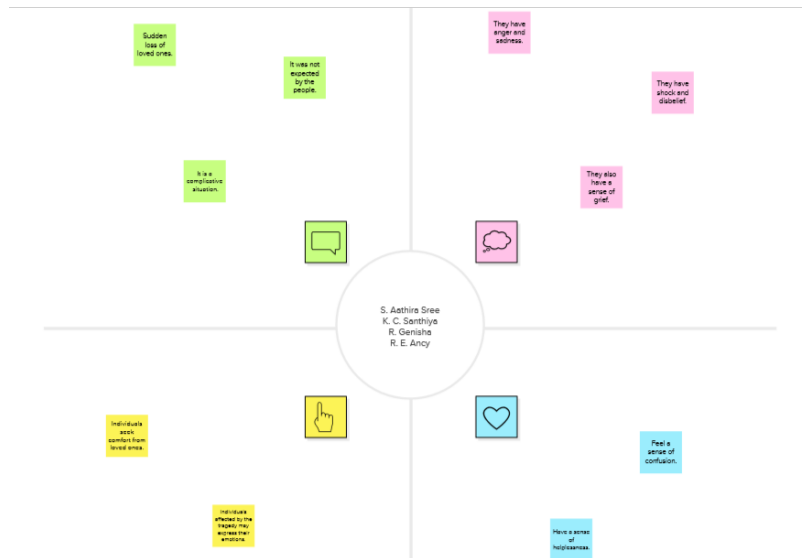 Sudden
loss of
loved ones.
It was not
expected
by the
people.
It is a
complicative
situation.
They have
anger and
sadness.
They have
shock and
disbelief.
They also
have a
sense of
grief.
S. Aathira Sree
K. C. Santhiya
R. Genisha
R. E. Ancy
Individuals
seek
comfort from
loved ones.
Individuals
affected by the
tragedy may
express their
emotions.
Feel a
sense of
confusion.
Have a sense
of
helplessness.